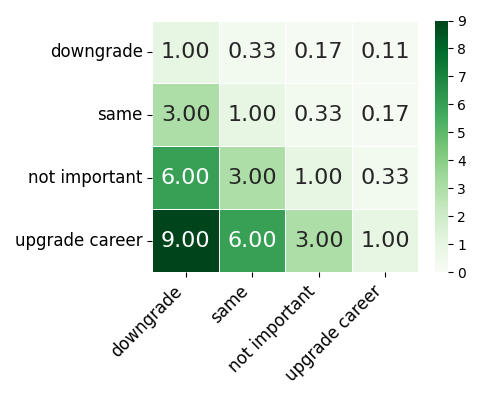 downgrade 1.00 0.33 0.17 0.11
same 3.00 1.00 0.33 0.17
not important 6.00 3.00 1.00 0.33
upgrade career 9.00 6.00 3.00 1.00
downgrade
same
not important
upgrade career
9
8
7
6
5
4
3
2
1
0